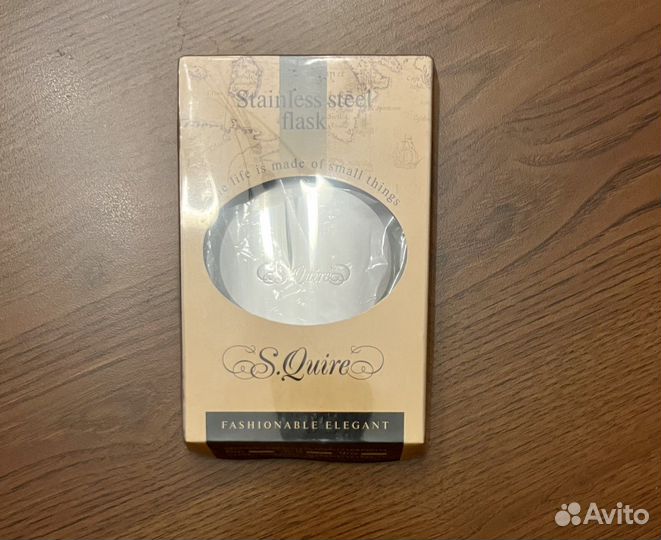 Stainless steel
flask
life is made of small things
S.Quire
S.Quire
FASHIONABLE ELEGANT
Avito